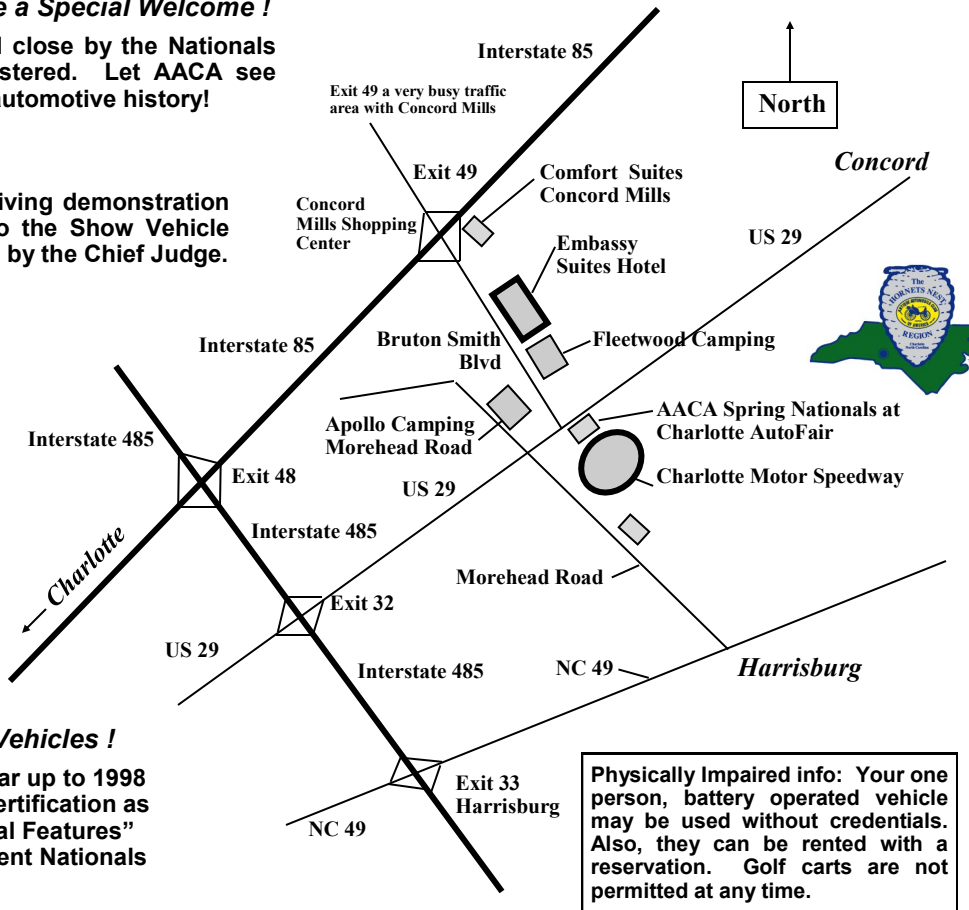 e a Special Welcome !
l close by the Nationals
stered. Let AACA see
automotive history!
iving demonstration
o the Show Vehicle
by the Chief Judge.
Interstate 85
Exit 49 a very busy traffic
area with Concord Mills
North
Concord
Exit 49
Comfort Suites
Concord Mills
Concord
Mills Shopping
Center
US 29
Embassy
Suites Hotel
The
HORNETS NEST
REGION
Interstate 85
Bruton Smith
Blvd
Fleetwood Camping
Apollo Camping
Morehead Road
AACA Spring Nationals at
Charlotte AutoFair
Interstate 485
Exit 48
US 29
Charlotte Motor Speedway
Interstate 485
Charlotte
Morehead Road
Exit 32
US 29
Interstate 485
NC 49
Harrisburg
Vehicles !
ar up to 1998
ertification as
al Features”
ent Nationals
Exit 33
Harrisburg
NC 49
Physically Impaired info: Your one
person, battery operated vehicle
may be used without credentials.
Also, they can be rented with a
reservation. Golf carts are not
permitted at any time.